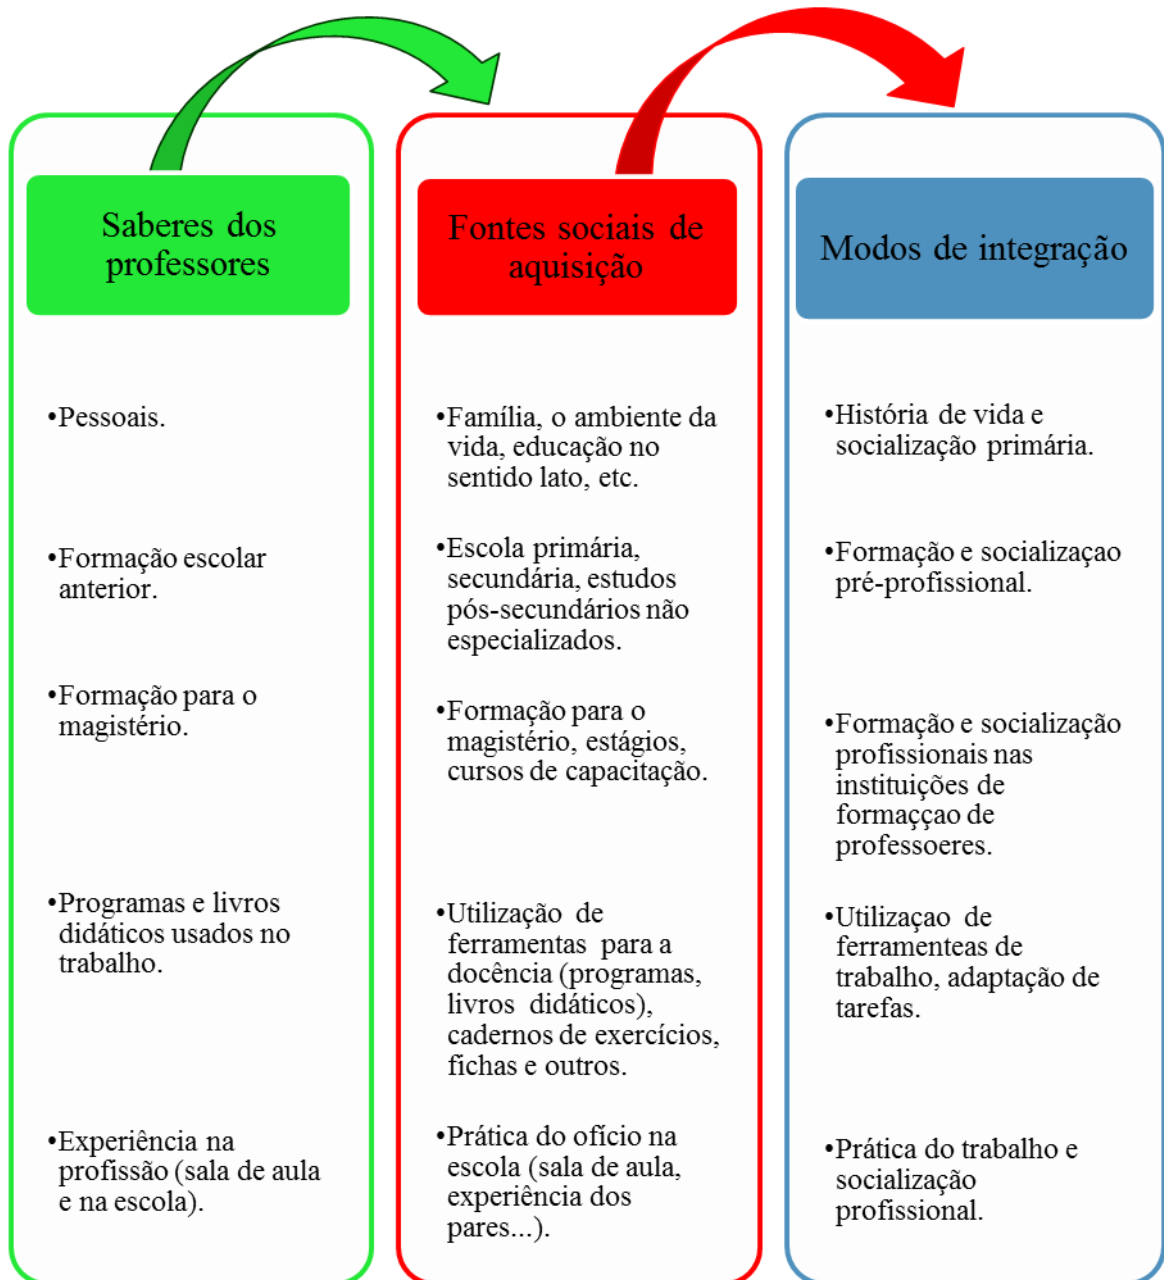 Saberes dos
professores
•Pessoais.
•Formação escolar
anterior.
•Formação para o
magistério.
•Programas e livros
didáticos usados no
trabalho.
•Experiência na
profissão (sala de aula
e na escola).
Fontes sociais de
aquisição
•Família, o ambiente da
vida, educação no
sentido lato, etc.
•Escola primária,
secundária, estudos
pós-secundários não
especializados.
•Formação para o
magistério, estágios,
cursos de capacitação.
•Utilização de
ferramentas para a
docência (programas,
livros didáticos),
cadernos de exercícios,
fichas e outros.
•Prática do ofício na
escola (sala de aula,
experiência dos
pares...).
Modos de integração
•História de vida e
socialização primária.
•Formação e socializaçao
pré-profissional.
•Formação e socialização
profissionais nas
instituições de
formaççao de
professoeres.
•Utilizaçao de
ferramenteas de
trabalho, adaptação de
tarefas.
•Prática do trabalho e
socialização
profissional.